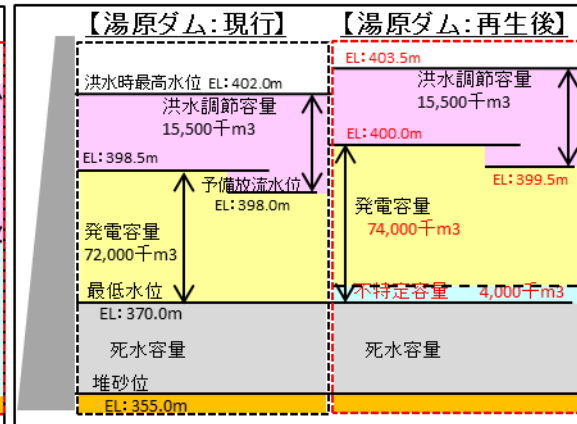 【湯原ダム:現行】
洪水時最高水位 EL:402.0m
洪水調節容量
15,500千m3
EL:398.5m
予備放流水位
EL:398.0m
発電容量
72,000千m3
最低水位
EL:370.0m
死水容量
堆砂位
EL:355.0m
【湯原ダム:再生後】
EL:403.5m
洪水調節容量
15,500千m3
EL:400.0m
EL:399.5m
発電容量
74,000千m3
不特定容量 4,000千m3
死水容量